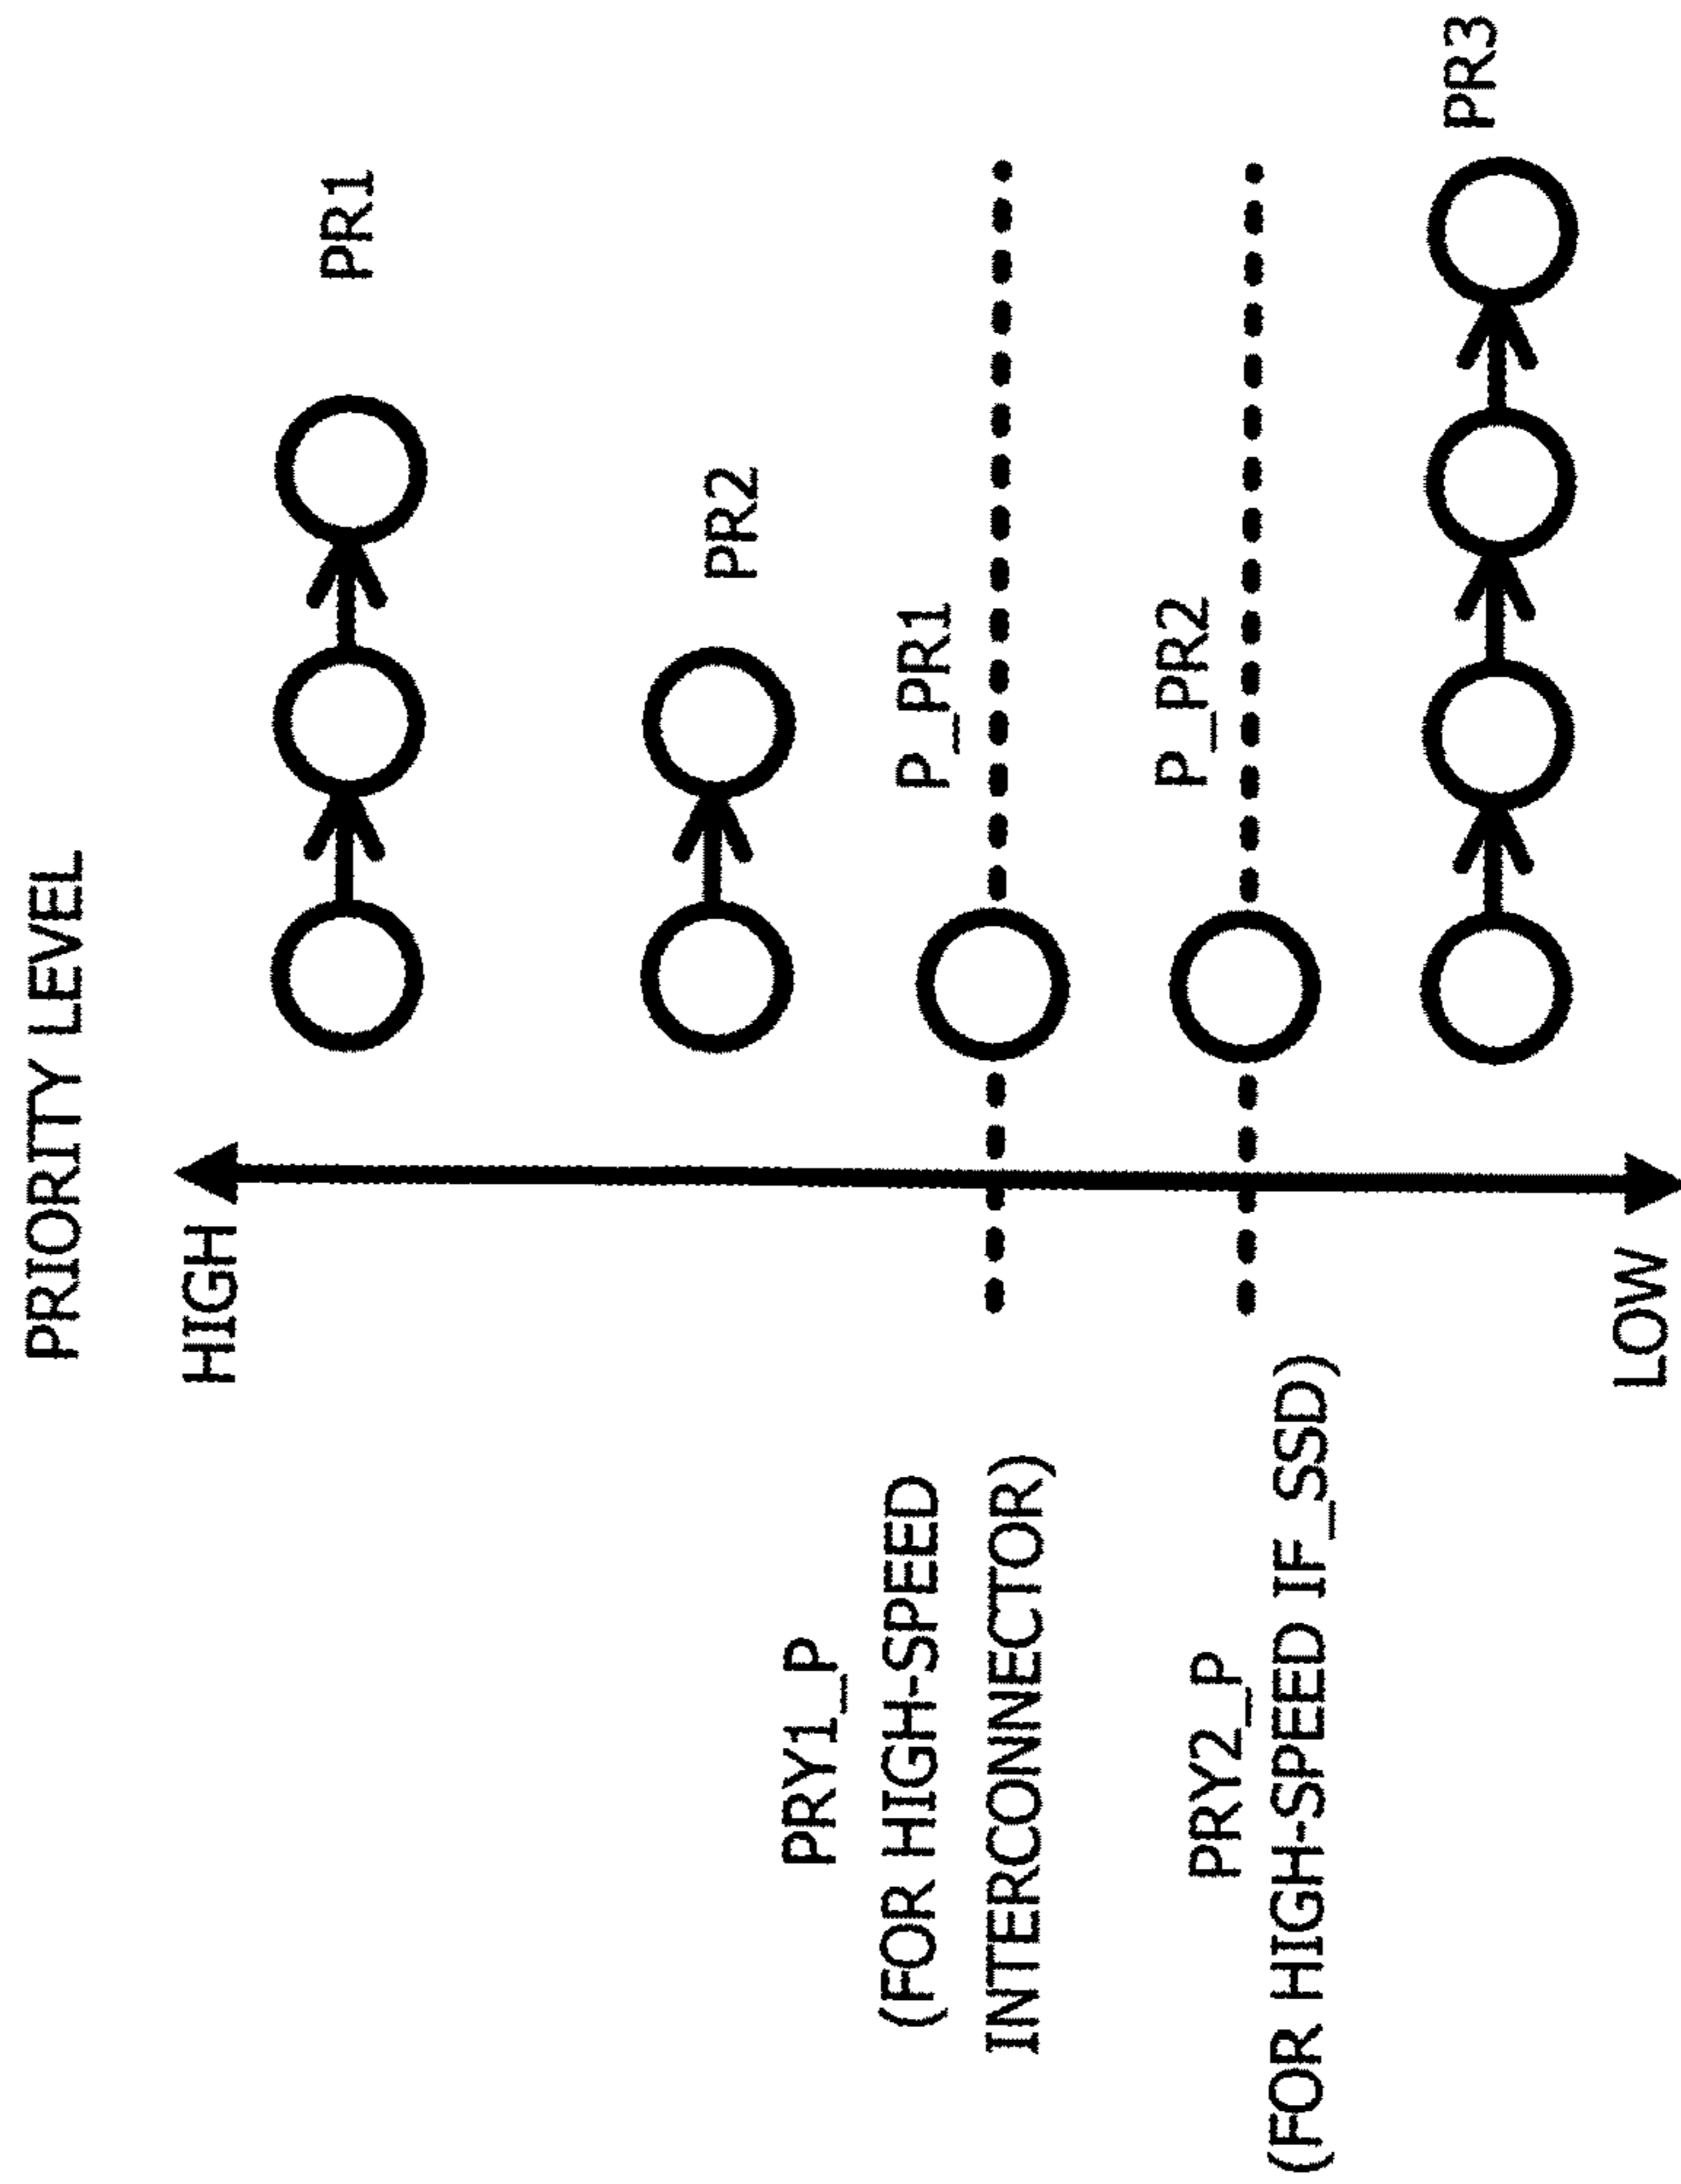 PRIORITY LEVEL
HIGH
PR1
PR2
PRY1_P
(FOR HIGH-SPEED
INTERCONNECTOR)
P_PR1
PRY2_P
(FOR HIGH-SPEED IF_SSD)
P_PR2
PR3
LOW